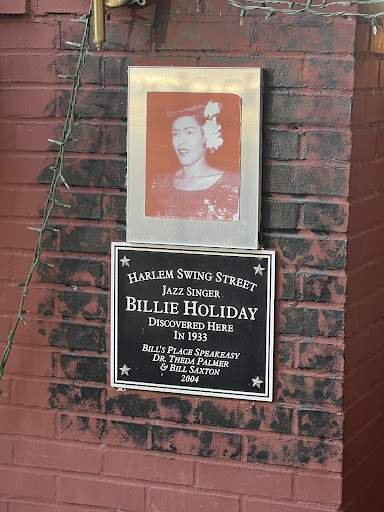 HARLEM SWING STREET
JAZZ SINGER
BILLIE HOLIDAY
DISCOVERED HERE
IN 1933
BILL'S PLACE SPEAKEASY
DR. THEDA PALMER
& BILL SAXTON
2004